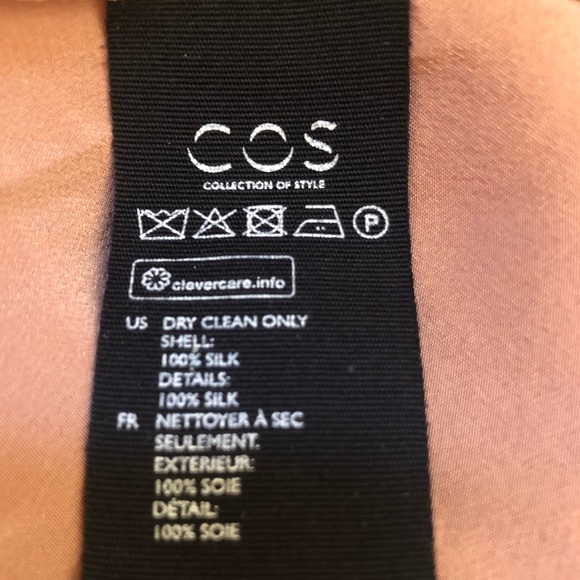 COS
COLLECTION OF STYLE
P
clevercare.info
US DRY CLEAN ONLY
SHELL:
100% SILK
DETAILS:
100% SILK
FR NETTOYER À SEC
SEULEMENT.
EXTERIEUR:
100% SOIE
DÉTAIL:
100% SOIE